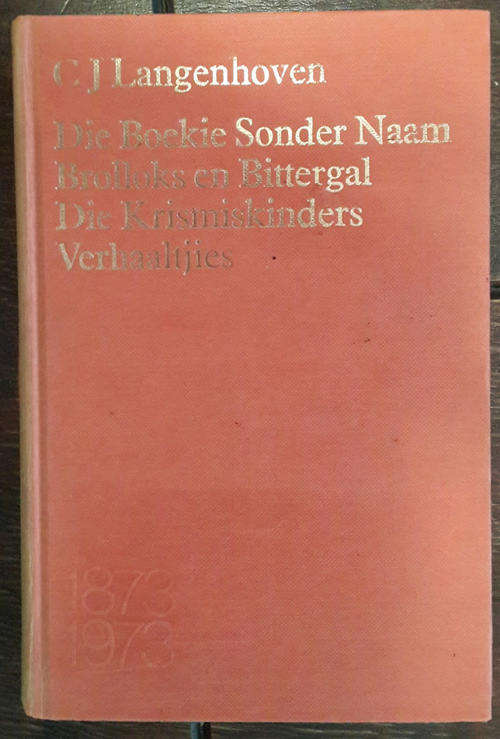 C J Langenhoven
Die Boekie Sonder Naam
Brolloks en Bittergal
Die Krismiskinders
Verhaaltjies
1873
1973